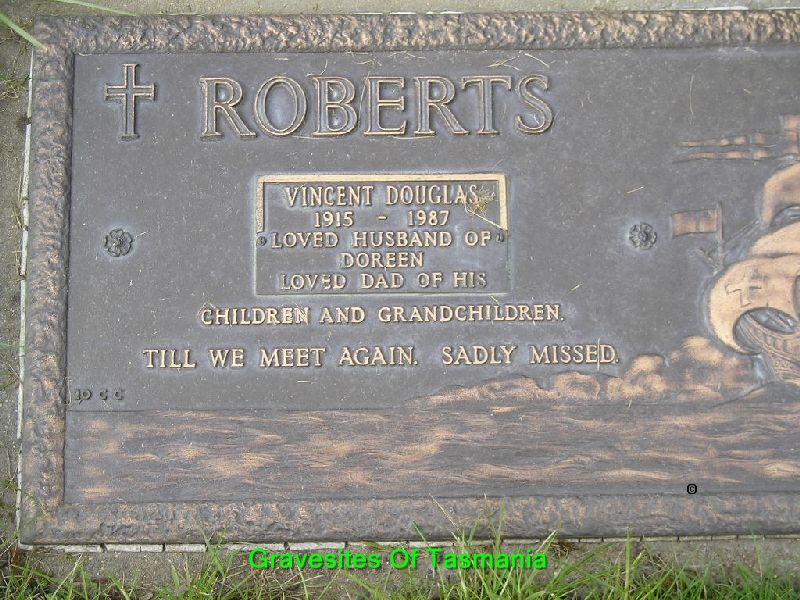 ROBERTS
VINCENT DOUGLAS
1915 - 1987
LOVED HUSBAND OF
DOREEN
LOVED DAD OF HIS
CHILDREN AND GRANDCHILDREN.
TILL WE MEET AGAIN. SADLY MISSED.
10 C C
©
Gravesites Of Tasmania